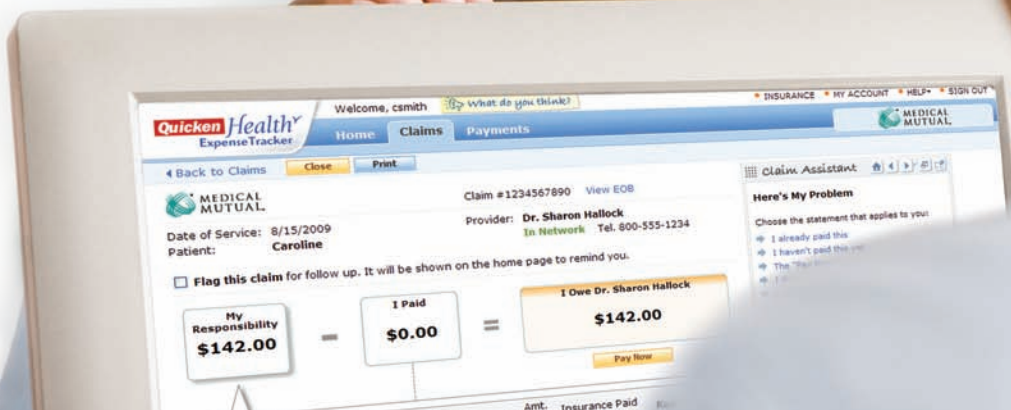 INSURANCE MY ACCOUNT HELP SIGN OUT
Welcome, csmith What do you think?
Quicken Health
ExpenseTracker
Home Claims Payments
MEDICAL
MUTUAL
Back to Claims Close Print
MEDICAL
MUTUAL
Claim #1234567890 View EOB
Date of Service: 8/15/2009
Patient: Caroline
Provider: Dr. Sharon Hallock
In Network Tel. 800-555-1234
Flag this claim for follow up. It will be shown on the home page to remind you.
My
Responsibility
$142.00
-
I Paid
$0.00
=
I Owe Dr. Sharon Hallock
$142.00
Pay Now
Amt. Insurance Paid
Claim Assistant
Here's My Problem
Choose the statement that applies to you:
I already paid this
I haven't paid this
The